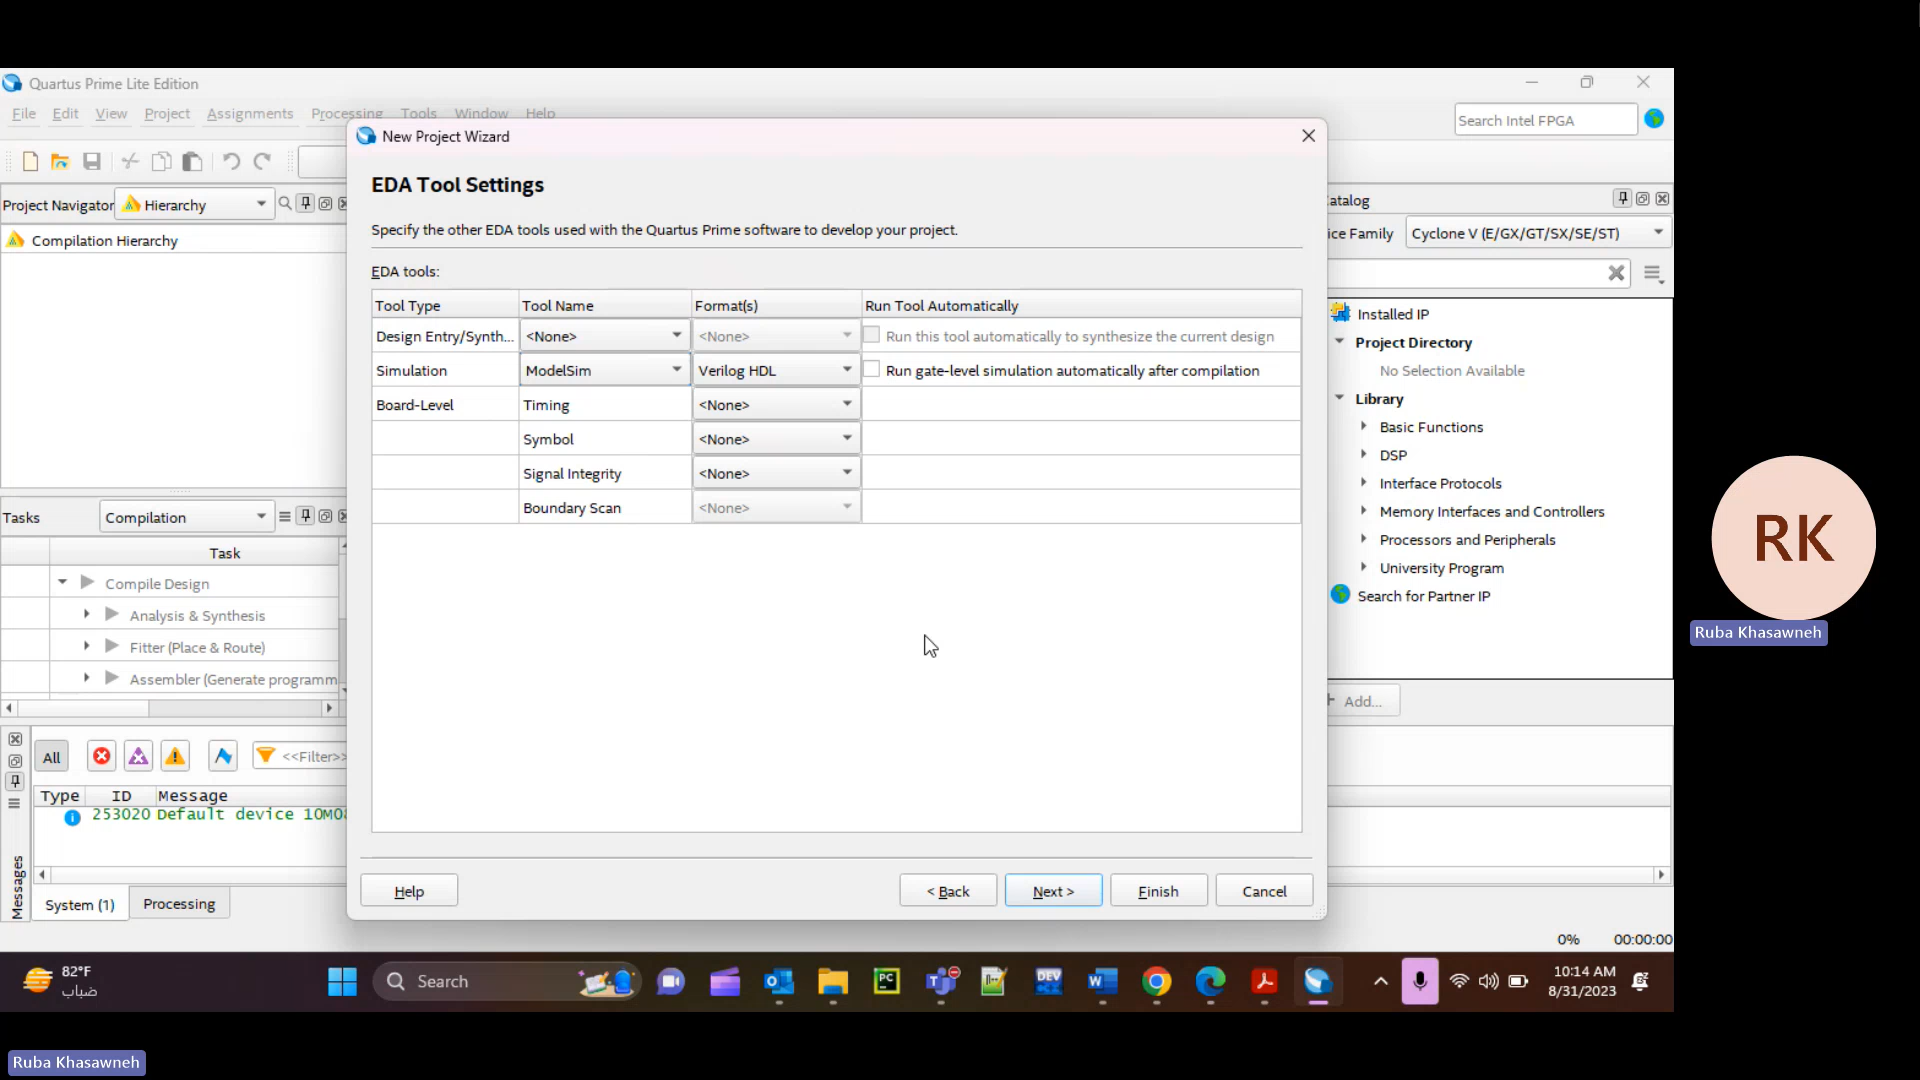 Quartus Prime Lite Edition
File Edit View Project Assignments Processing Tools Window Help
Search Intel FPGA
New Project Wizard
EDA Tool Settings
Specify the other EDA tools used with the Quartus Prime software to develop your project.
EDA tools:
Tool Type Tool Name Format(s) Run Tool Automatically
Design Entry/Synth... <None> <None> Run this tool automatically to synthesize the current design
Simulation ModelSim Verilog HDL Run gate-level simulation automatically after compilation
Board-Level Timing <None>
Symbol <None>
Signal Integrity <None>
Boundary Scan <None>
Help < Back Next > Finish Cancel
Project Navigator Hierarchy
Compilation Hierarchy
Tasks Compilation
Task
Compile Design
Analysis & Synthesis
Fitter (Place & Route)
Assembler (Generate programm
All <<Filter>>
Type ID Message
253020 Default device 10M08
Messages
System (1) Processing
atalog
ice Family Cyclone V (E/GX/GT/SX/SE/ST)
Installed IP
Project Directory
No Selection Available
Library
Basic Functions
DSP
Interface Protocols
Memory Interfaces and Controllers
Processors and Peripherals
University Program
Search for Partner IP
+ Add...
0% 00:00:00
82°F
ضباب
Search
PC
DEV
W
10:14 AM
8/31/2023
RK
Ruba Khasawneh
Ruba Khasawneh